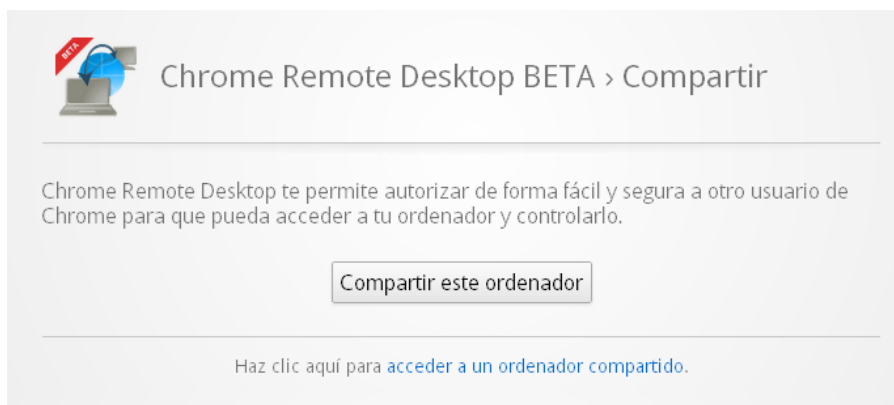 BETA
Chrome Remote Desktop BETA › Compartir
Chrome Remote Desktop te permite autorizar de forma fácil y segura a otro usuario de
Chrome para que pueda acceder a tu ordenador y controlarlo.
Compartir este ordenador
Haz clic aquí para acceder a un ordenador compartido.